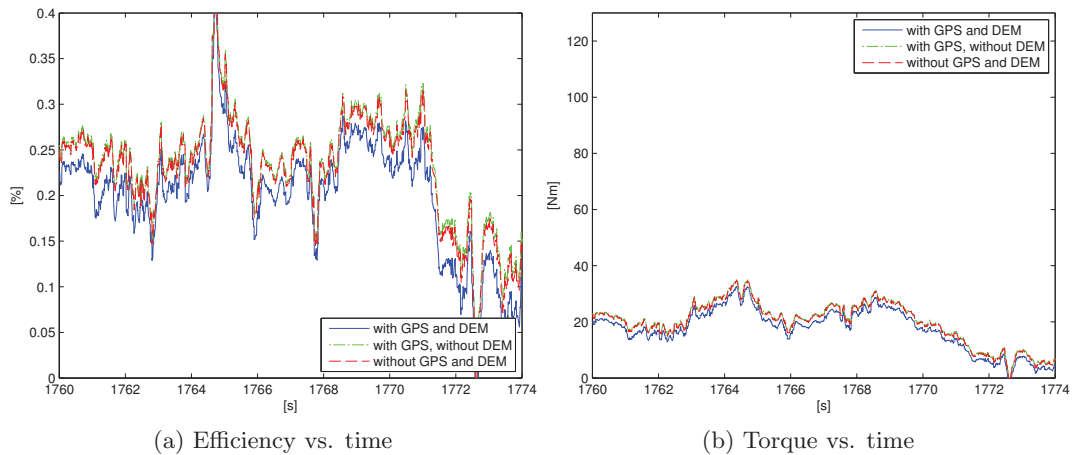 0.4
0.35
0.3
0.25
0.2
0.15
0.1
0.05
0
[%]
1760 1762 1764 1766 1768 1770 1772 1774
[s]
with GPS and DEM
with GPS, without DEM
without GPS and DEM
(a) Efficiency vs. time
120
100
80
60
40
20
0
[Nm]
1760 1762 1764 1766 1768 1770 1772 1774
[s]
with GPS and DEM
with GPS, without DEM
without GPS and DEM
(b) Torque vs. time